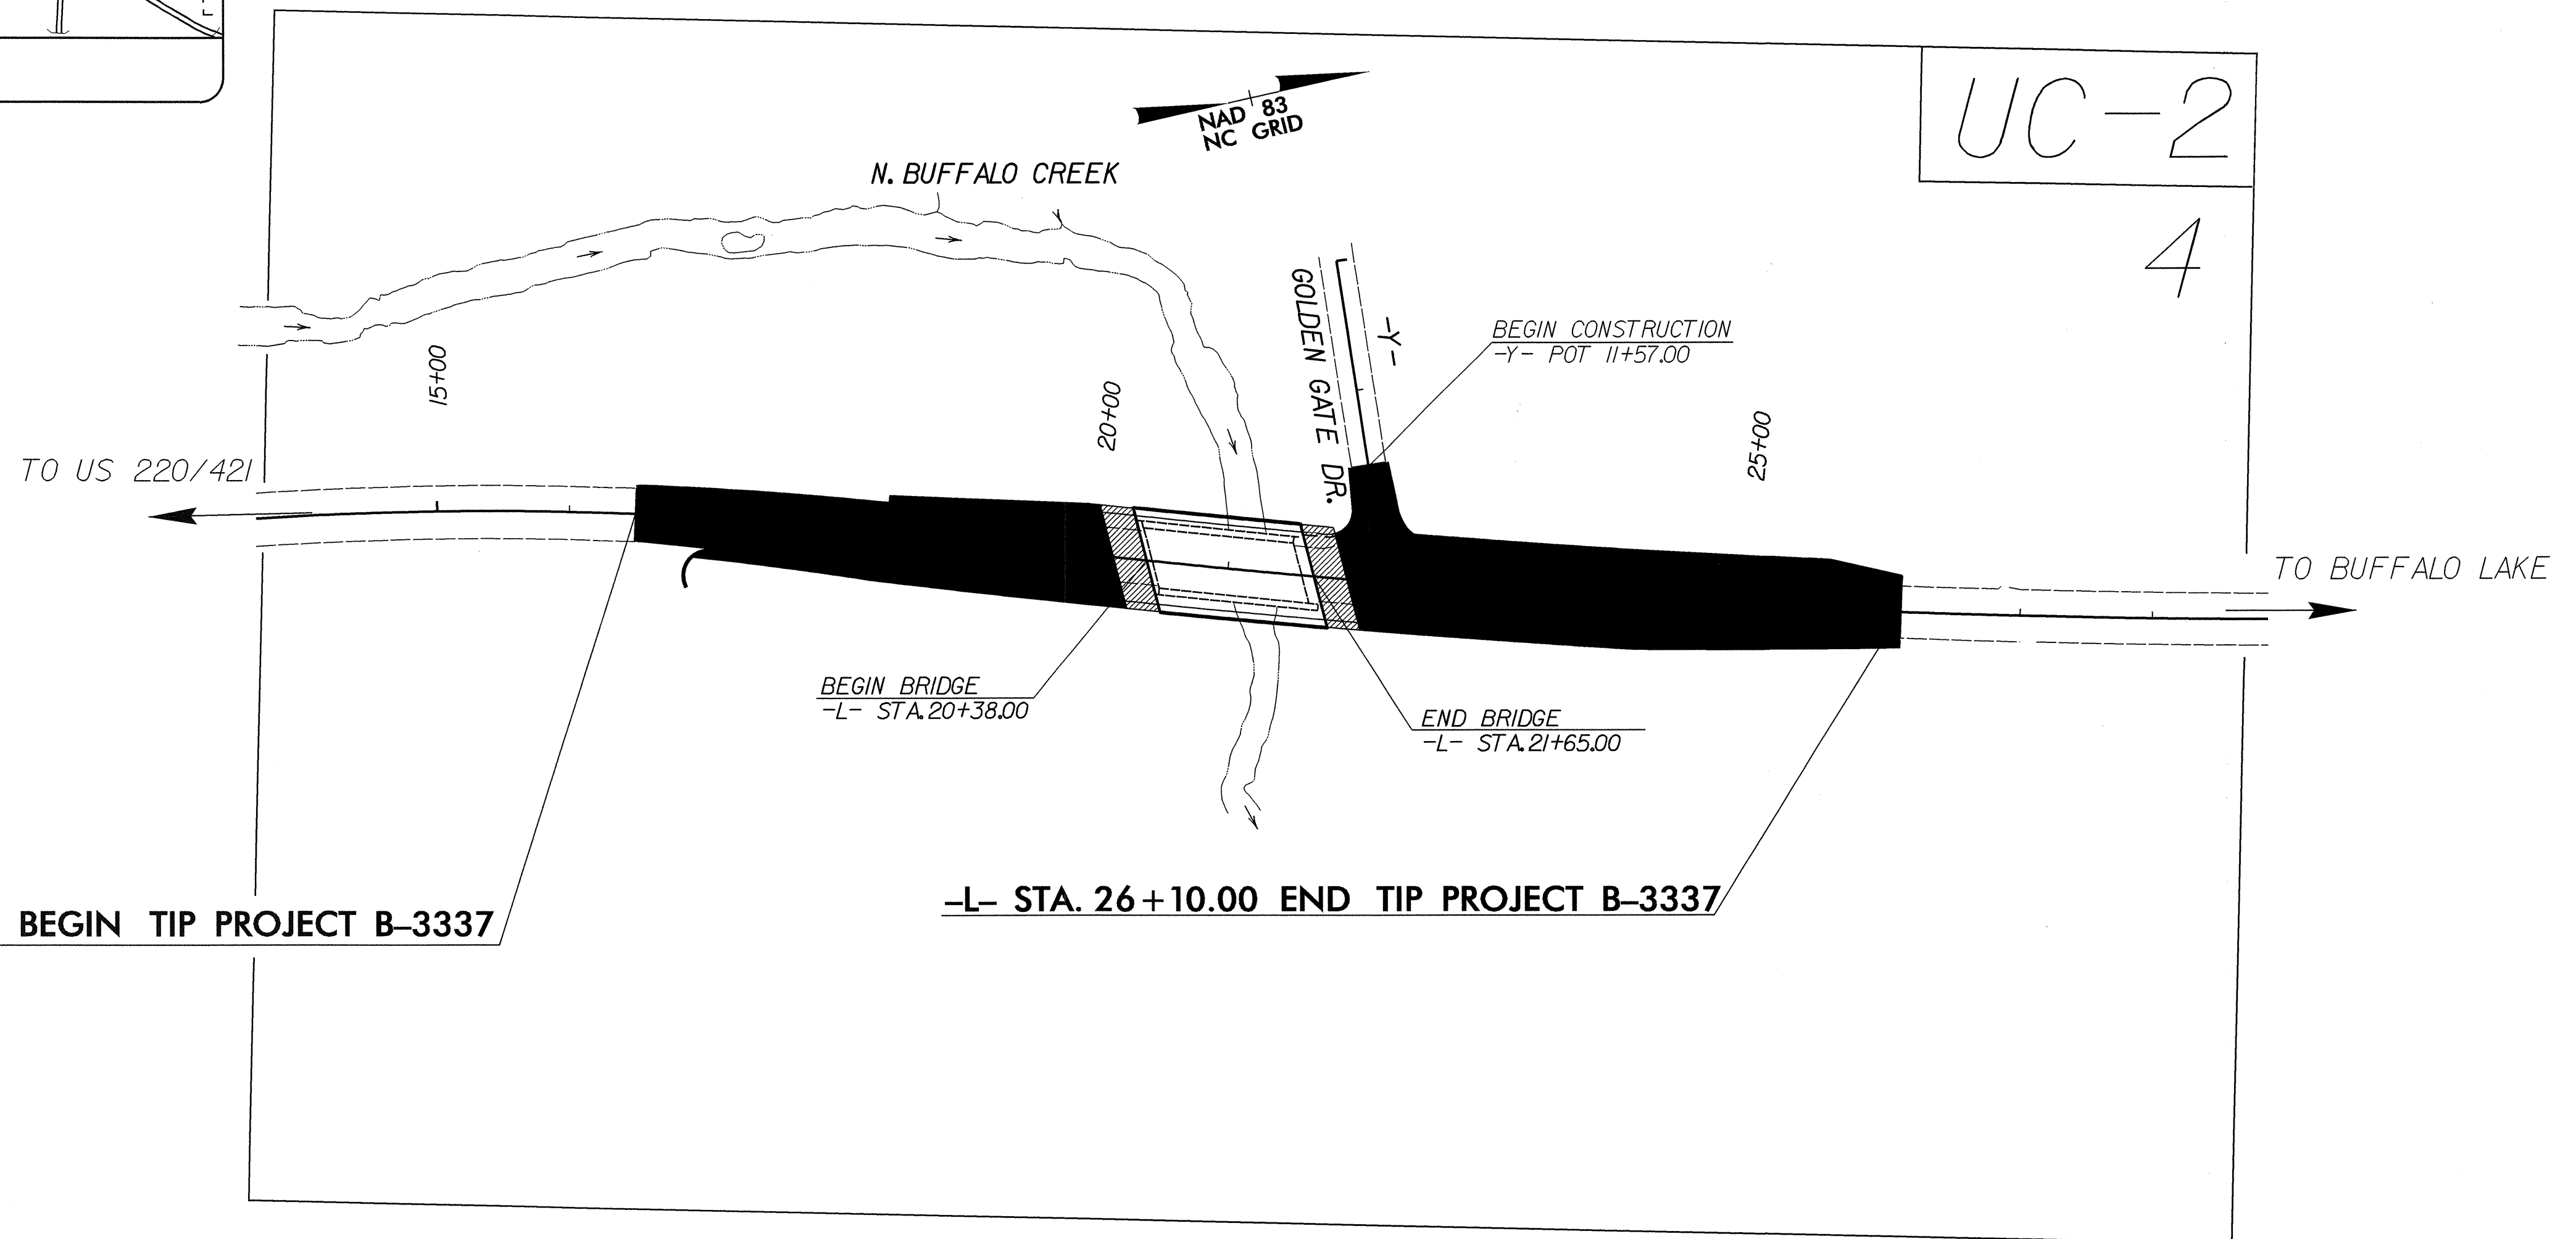 UC-2
4
NAD 83
NC GRID
N. BUFFALO CREEK
GOLDEN GATE DR.
-Y-
BEGIN CONSTRUCTION
-Y- POT 11+57.00
15+00
20+00
25+00
TO US 220/421
TO BUFFALO LAKE
BEGIN BRIDGE
-L- STA. 20+38.00
END BRIDGE
-L- STA. 21+65.00
-L- STA. 26+10.00 END TIP PROJECT B-3337
BEGIN TIP PROJECT B-3337